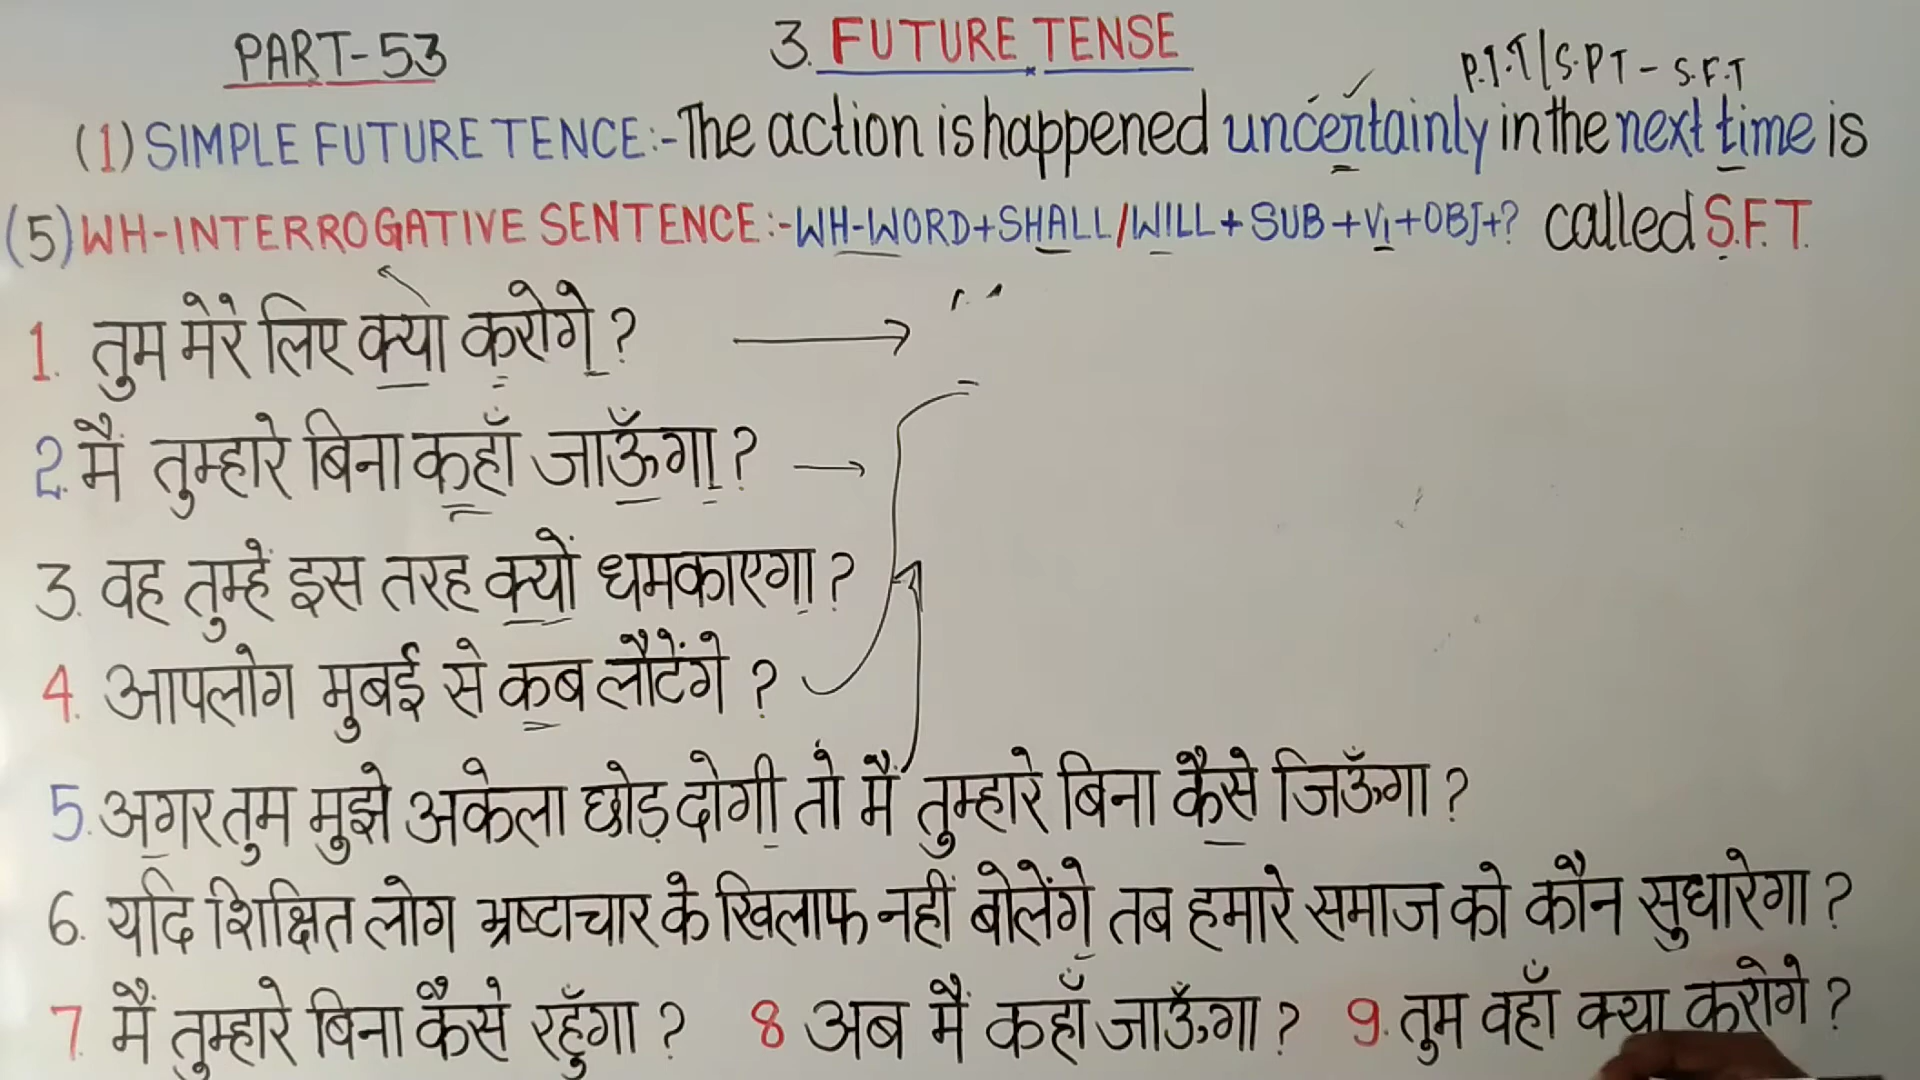 PART-53
3. FUTURE TENSE
P.I.T/S.PT - S.F.T
(1) SIMPLE FUTURE TENCE:- The action is happened uncertainly in the next time is
(5) WH-INTERROGATIVE SENTENCE:- WH-WORD+SHALL/WILL+SUB+V1+OBJ+? called S.F.T.
1. तुम मेरे लिए क्या करोगे ?
2. मैं तुम्हारे बिना कहाँ जाऊँगा ?
3. वह तुम्हें इस तरह क्यों धमकाएगा ?
4. आपलोग मुबई से कब लौटेंगे ?
5. अगर तुम मुझे अकेला छोड़ दोगी तो मैं तुम्हारे बिना कैसे जिऊँगा ?
6. यदि शिक्षित लोग भ्रष्टाचार के खिलाफ नहीं बोलेंगे तब हमारे समाज को कौन सुधारेगा ?
7. मैं तुम्हारे बिना कैसे रहुँगा ? 8 अब मैं कहाँ जाऊँगा ? 9. तुम वहाँ क्या करोगे ?